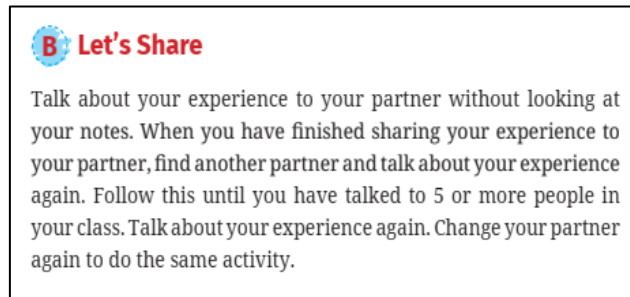 B Let's Share
Talk about your experience to your partner without looking at
your notes. When you have finished sharing your experience to
your partner, find another partner and talk about your experience
again. Follow this until you have talked to 5 or more people in
your class. Talk about your experience again. Change your partner
again to do the same activity.